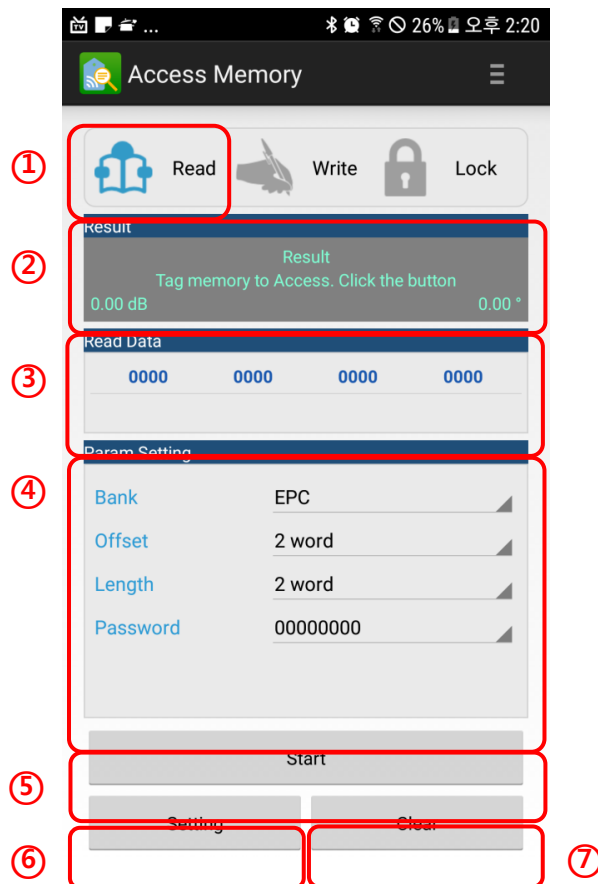 ... 26% 오후 2:20
Access Memory
① Read Write Lock
Result
② Result
Tag memory to Access. Click the button
0.00 dB 0.00 °
Read Data
③ 0000 0000 0000 0000
Param Setting
④
Bank EPC
Offset 2 word
Length 2 word
Password 00000000
Start
⑤
Setting Clear
⑥ ⑦